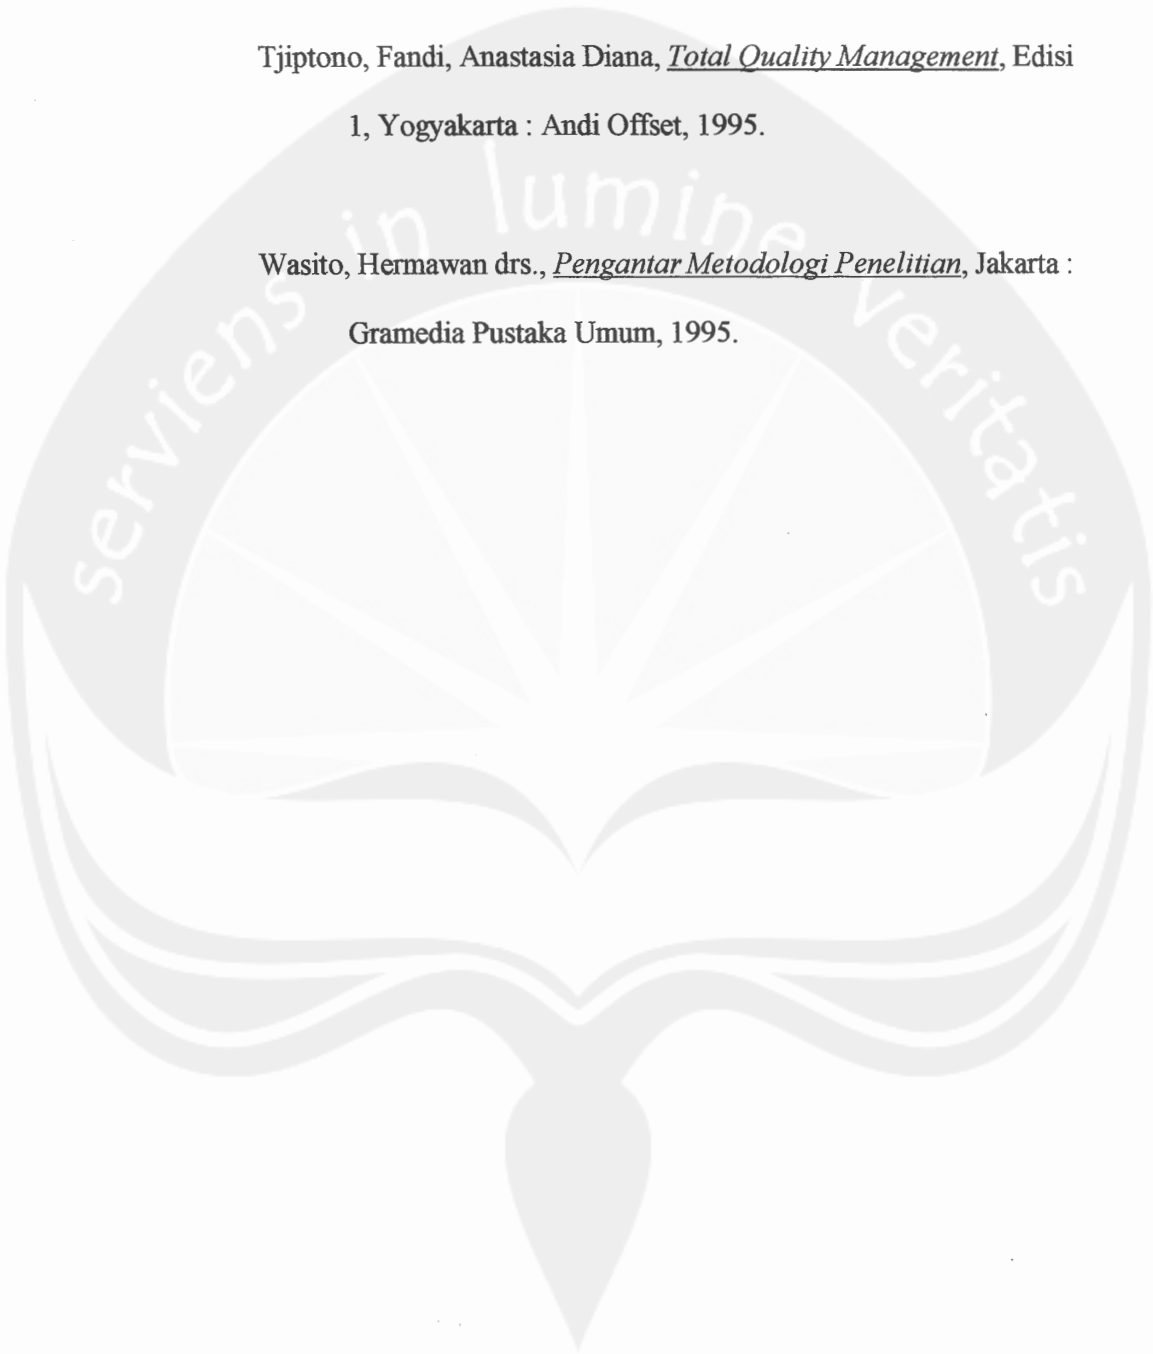 Tjiptono, Fandi, Anastasia Diana, Total Quality Management, Edisi
1, Yogyakarta : Andi Offset, 1995.
serviens in lumine veritatis
Wasito, Hermawan drs., Pengantar Metodologi Penelitian, Jakarta :
Gramedia Pustaka Umum, 1995.